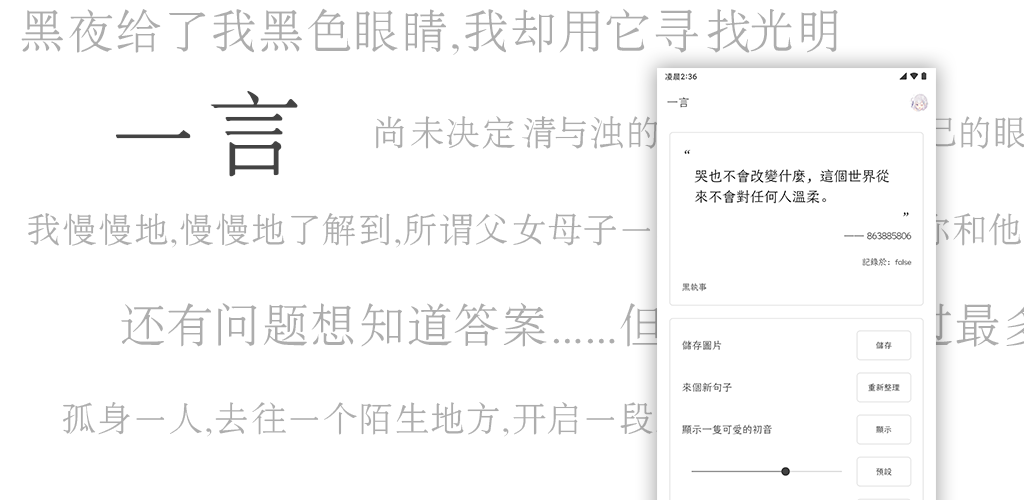 黑夜给了我黑色眼睛,我却用它寻找光明
一言
尚未决定清与浊的
己的眼
我慢慢地,慢慢地了解到,所谓父女母子一
你和他
还有问题想知道答案……但
过最多
孤身一人,去往一个陌生地方,开启一段
凌晨2:36
一言
“
哭也不會改變什麼，這個世界從
來不會對任何人溫柔。
”
—— 863885806
記錄於：false
黑執事
儲存圖片
儲存
來個新句子
重新整理
顯示一隻可愛的初音
顯示
預設